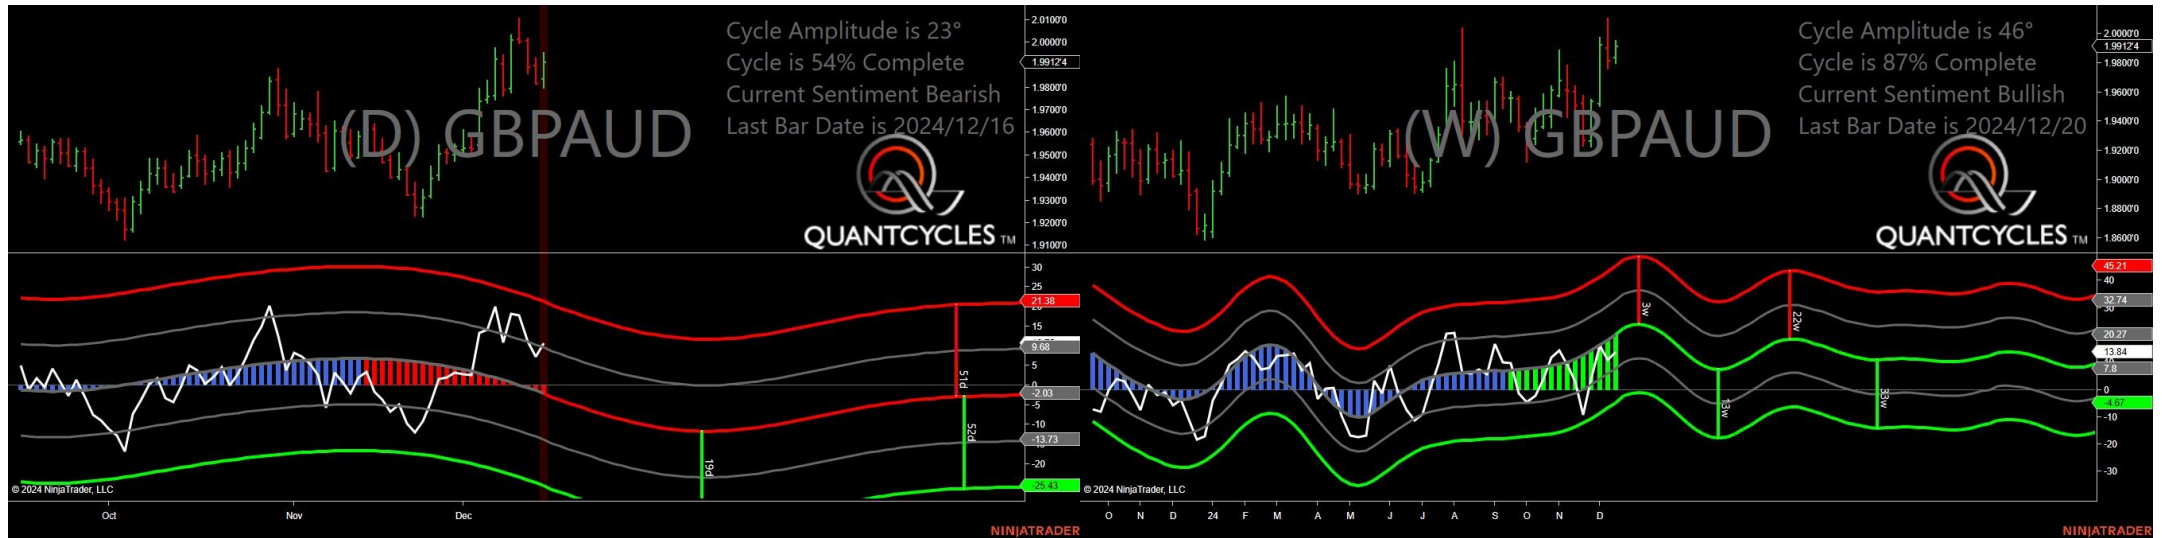 Cycle Amplitude is 23°
Cycle is 54% Complete
Current Sentiment Bearish
Last Bar Date is 2024/12/16
(D) GBPAUD
QUANTCYCLES TM
2.0100'0
2.0000'0
1.9912'4
1.9800'0
1.9700'0
1.9600'0
1.9500'0
1.9400'0
1.9300'0
1.9200'0
1.9100'0
30
25
21.38
20
15
9.68
5
0
-2.03
-5
-10
-13.73
-20
-25.43
19d
51d
52d
© 2024 NinjaTrader, LLC
Oct
Nov
Dec
NINJATRADER
Cycle Amplitude is 46°
Cycle is 87% Complete
Current Sentiment Bullish
Last Bar Date is 2024/12/20
(W) GBPAUD
QUANTCYCLES TM
2.0000'0
1.9912'4
1.9800'0
1.9600'0
1.9400'0
1.9200'0
1.9000'0
1.8800'0
1.8600'0
45.21
40
32.74
30
20.27
13.84
7.8
0
-4.67
-10
-20
-30
3w
13w
22w
33w
© 2024 NinjaTrader, LLC
O
N
D
24
F
M
A
M
J
J
A
S
O
N
D
NINJATRADER